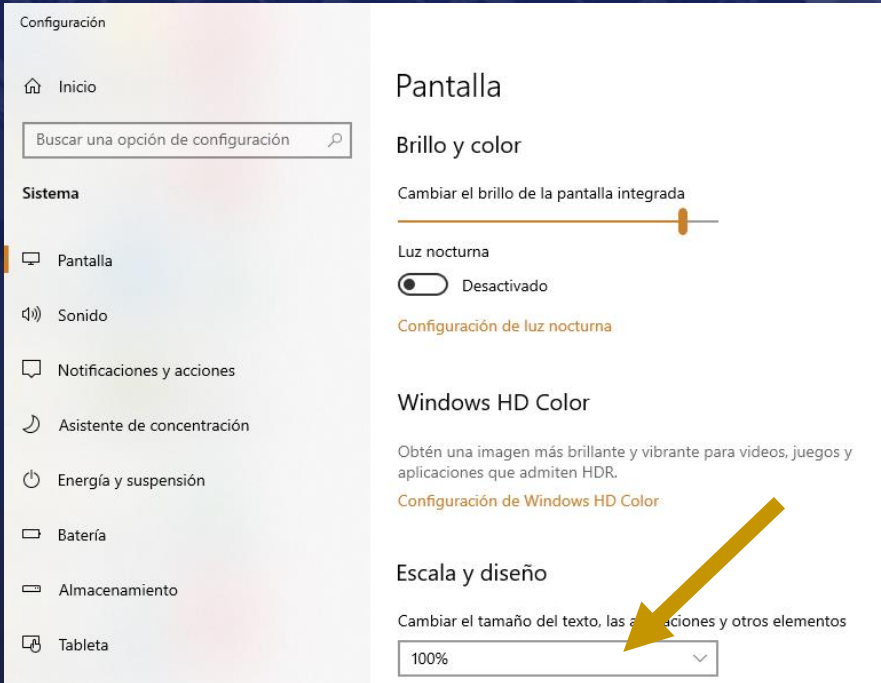 Configuración
Inicio
Buscar una opción de configuración
Sistema
Pantalla
Sonido
Notificaciones y acciones
Asistente de concentración
Energía y suspensión
Batería
Almacenamiento
Tableta
Pantalla
Brillo y color
Cambiar el brillo de la pantalla integrada
Luz nocturna
Desactivado
Configuración de luz nocturna
Windows HD Color
Obtén una imagen más brillante y vibrante para videos, juegos y
aplicaciones que admiten HDR.
Configuración de Windows HD Color
Escala y diseño
Cambiar el tamaño del texto, las y otros elementos
100%